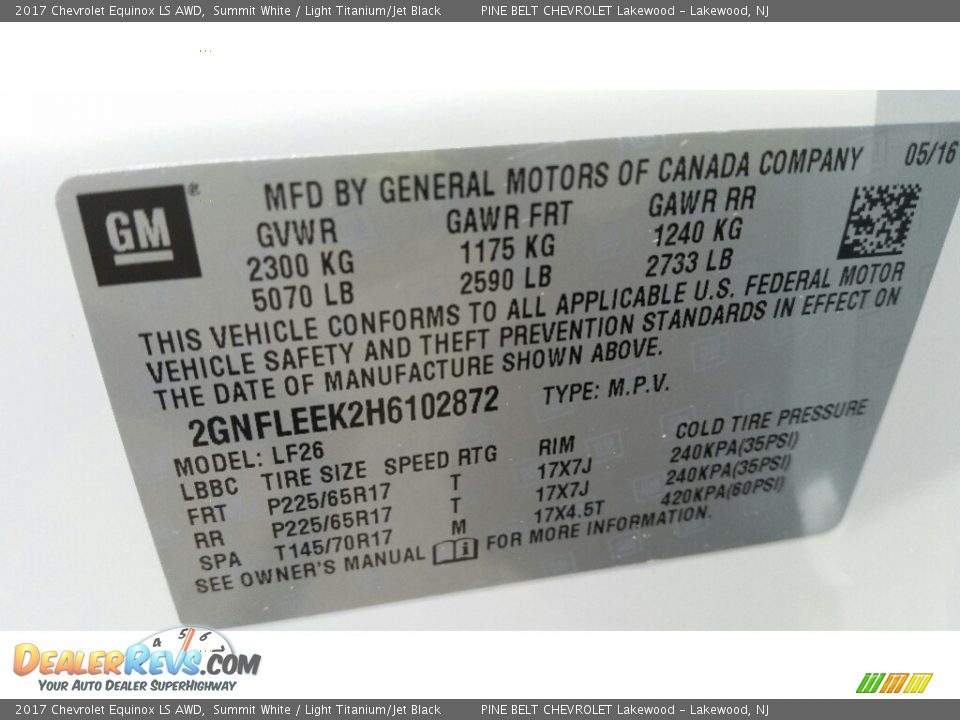 2017 Chevrolet Equinox LS AWD, Summit White / Light Titanium/Jet Black PINE BELT CHEVROLET Lakewood - Lakewood, NJ
GM ®
MFD BY GENERAL MOTORS OF CANADA COMPANY 05/16
GVWR GAWR FRT GAWR RR
2300 KG 1175 KG 1240 KG
5070 LB 2590 LB 2733 LB
THIS VEHICLE CONFORMS TO ALL APPLICABLE U.S. FEDERAL MOTOR
VEHICLE SAFETY AND THEFT PREVENTION STANDARDS IN EFFECT ON
THE DATE OF MANUFACTURE SHOWN ABOVE.
2GNFLEEK2H6102872 TYPE: M.P.V.
MODEL: LF26
LBBC TIRE SIZE SPEED RTG RIM COLD TIRE PRESSURE
FRT P225/65R17 T 17X7J 240KPA(35PSI)
RR P225/65R17 T 17X7J 240KPA(35PSI)
SPA T145/70R17 M 17X4.5T 420KPA(60PSI)
SEE OWNER'S MANUAL i FOR MORE INFORMATION.
4 5 6 7
DEALERREVS.COM
YOUR AUTO DEALER SUPERHIGHWAY
2017 Chevrolet Equinox LS AWD, Summit White / Light Titanium/Jet Black PINE BELT CHEVROLET Lakewood - Lakewood, NJ